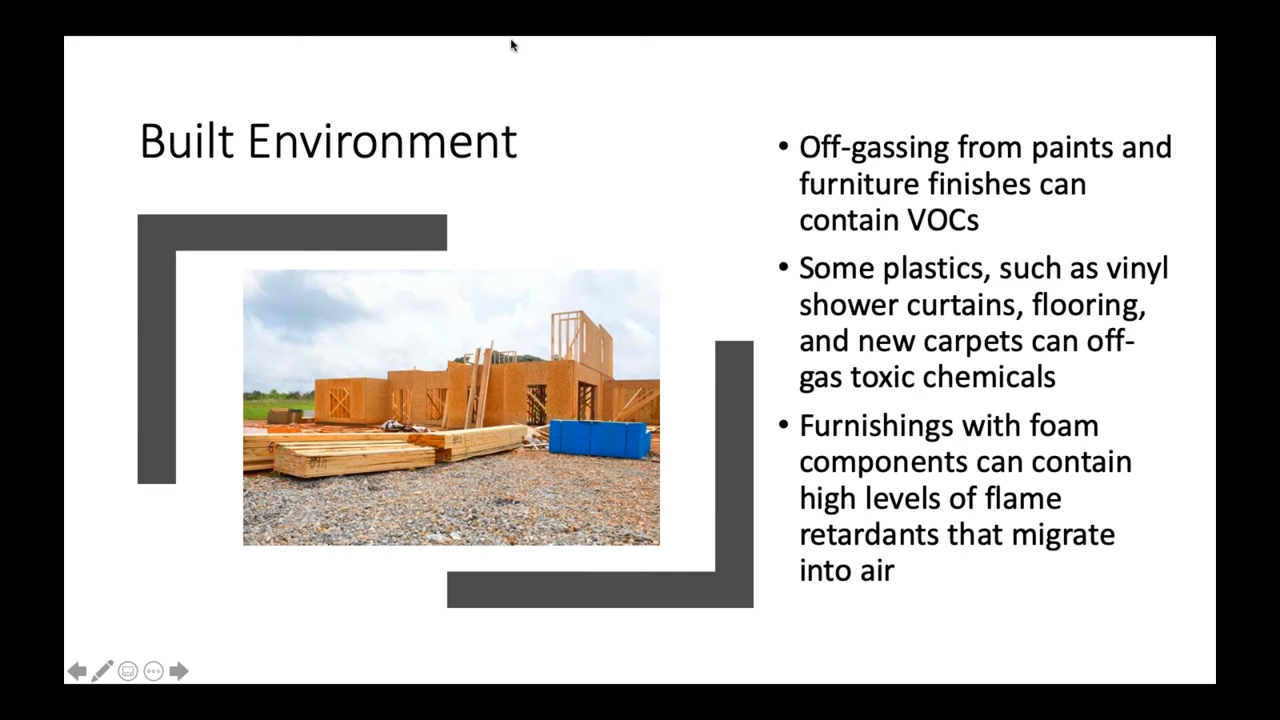 Built Environment
• Off-gassing from paints and
furniture finishes can
contain VOCs
• Some plastics, such as vinyl
shower curtains, flooring,
and new carpets can off-
gas toxic chemicals
• Furnishings with foam
components can contain
high levels of flame
retardants that migrate
into air